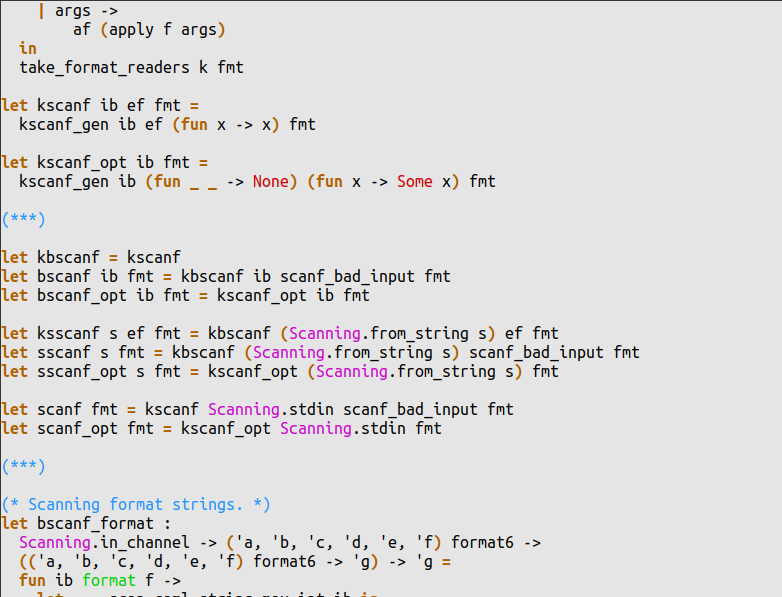 | args ->
af (apply f args)
in
take_format_readers k fmt
let kscanf ib ef fmt =
kscanf_gen ib ef (fun x -> x) fmt
let kscanf_opt ib fmt =
kscanf_gen ib (fun _ _ -> None) (fun x -> Some x) fmt
(***)
let kbscanf = kscanf
let bscanf ib fmt = kbscanf ib scanf_bad_input fmt
let bscanf_opt ib fmt = kscanf_opt ib fmt
let ksscanf s ef fmt = kbscanf (Scanning.from_string s) ef fmt
let sscanf s fmt = kbscanf (Scanning.from_string s) scanf_bad_input fmt
let sscanf_opt s fmt = kscanf_opt (Scanning.from_string s) fmt
let scanf fmt = kscanf Scanning.stdin scanf_bad_input fmt
let scanf_opt fmt = kscanf_opt Scanning.stdin fmt
(***)
(* Scanning format strings. *)
let bscanf_format :
Scanning.in_channel -> ('a, 'b, 'c, 'd, 'e, 'f) format6 ->
(('a, 'b, 'c, 'd, 'e, 'f) format6 -> 'g) -> 'g =
fun ib format f ->